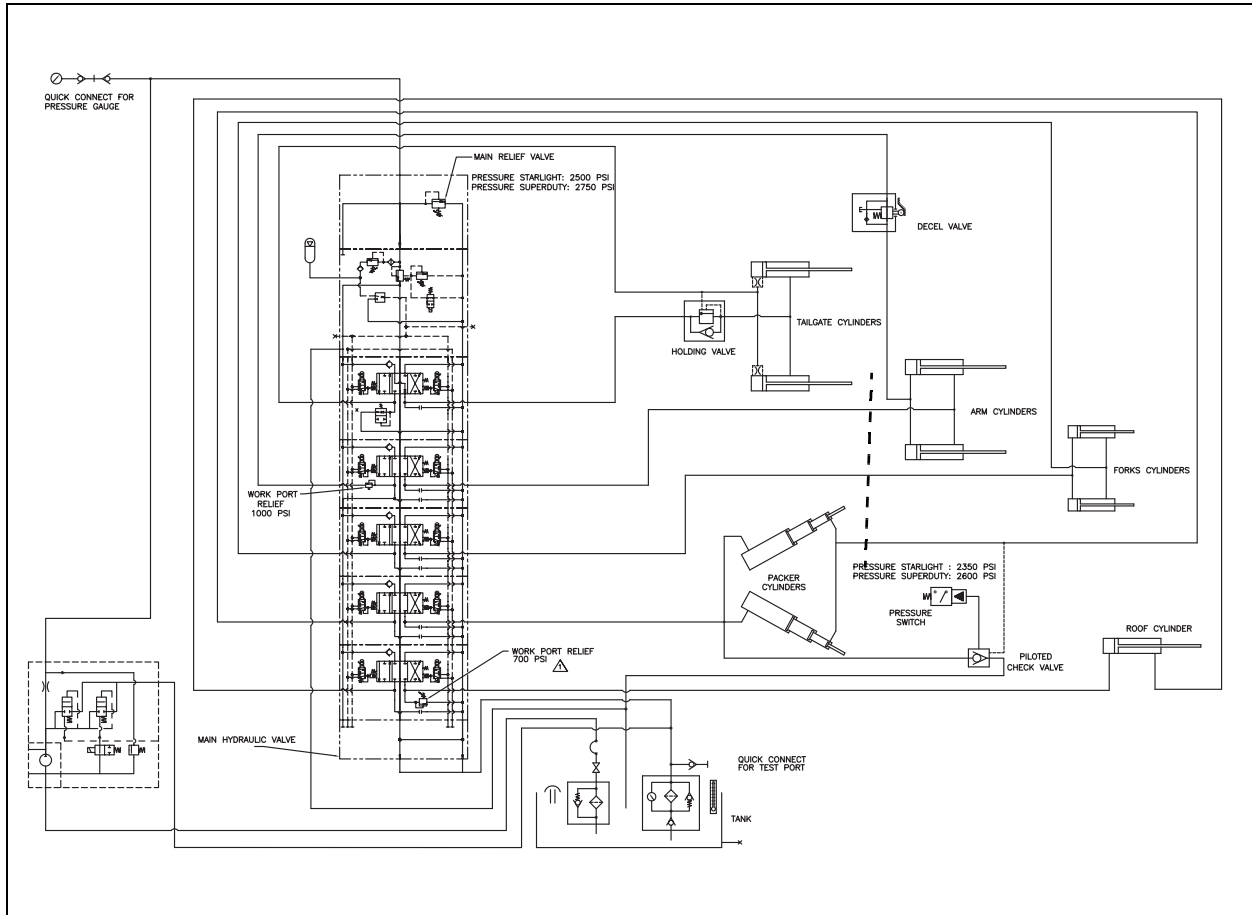 QUICK CONNECT FOR
PRESSURE GAUGE
MAIN RELIEF VALVE
PRESSURE STARLIGHT: 2500 PSI
PRESSURE SUPERDUTY: 2750 PSI
DECEL VALVE
TAILGATE CYLINDERS
HOLDING VALVE
ARM CYLINDERS
FORKS CYLINDERS
WORK PORT
RELIEF
1000 PSI
PACKER
CYLINDERS
PRESSURE STARLIGHT : 2350 PSI
PRESSURE SUPERDUTY: 2600 PSI
PRESSURE
SWITCH
ROOF CYLINDER
PILOTED
CHECK VALVE
WORK PORT RELIEF
700 PSI
MAIN HYDRAULIC VALVE
QUICK CONNECT
FOR TEST PORT
TANK